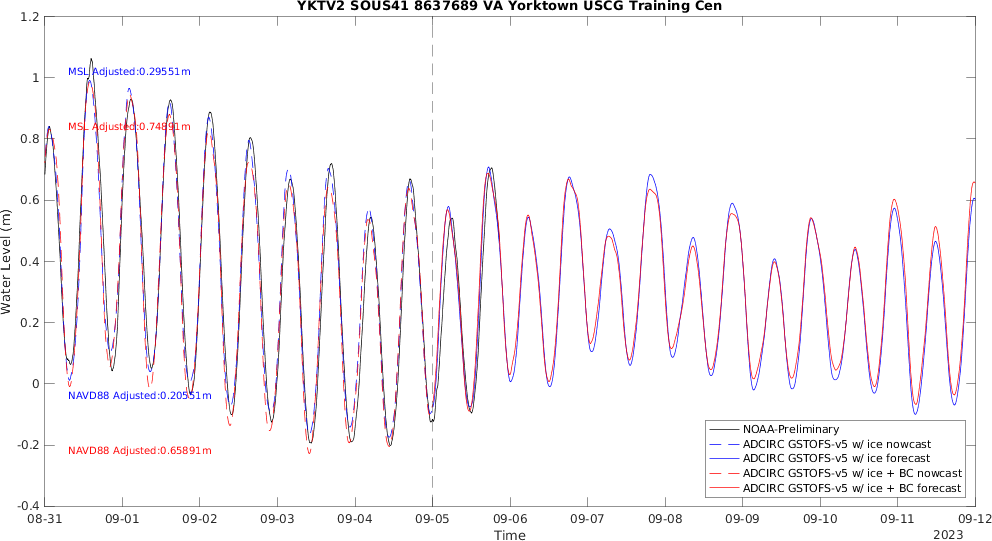 YKTV2 SOUS41 8637689 VA Yorktown USCG Training Cen
1.2
1
0.8
0.6
0.4
0.2
0
-0.2
-0.4
Water Level (m)
MSL Adjusted:0.29551m
MSL Adjusted:0.74891m
NAVD88 Adjusted:0.20551m
NAVD88 Adjusted:0.65891m
NOAA-Preliminary
ADCIRC GSTOFS-v5 w/ ice nowcast
ADCIRC GSTOFS-v5 w/ ice forecast
ADCIRC GSTOFS-v5 w/ ice + BC nowcast
ADCIRC GSTOFS-v5 w/ ice + BC forecast
08-31 09-01 09-02 09-03 09-04 09-05 09-06 09-07 09-08 09-09 09-10 09-11 09-12
Time
2023